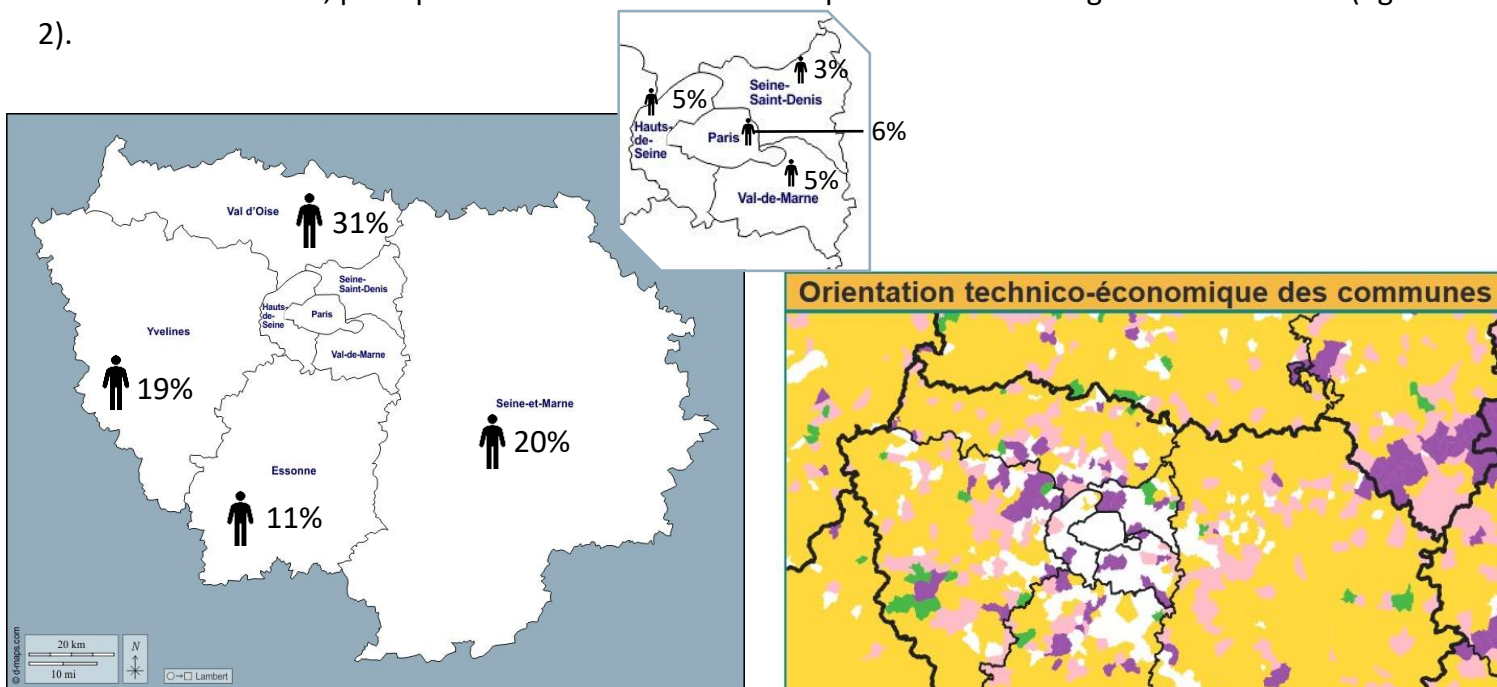 2).
3%
Seine-
Saint-Denis
5%
Hauts-
de-
Seine
Paris
6%
5%
Val-de-Marne
Val d'Oise
31%
Seine-
Saint-Denis
Hauts-
de-
Seine
Paris
Yvelines
Val-de-Marne
19%
Seine-et-Marne
20%
Essonne
11%
20 km
10 mi
N
Lambert
© d-maps.com
Orientation technico-économique des communes